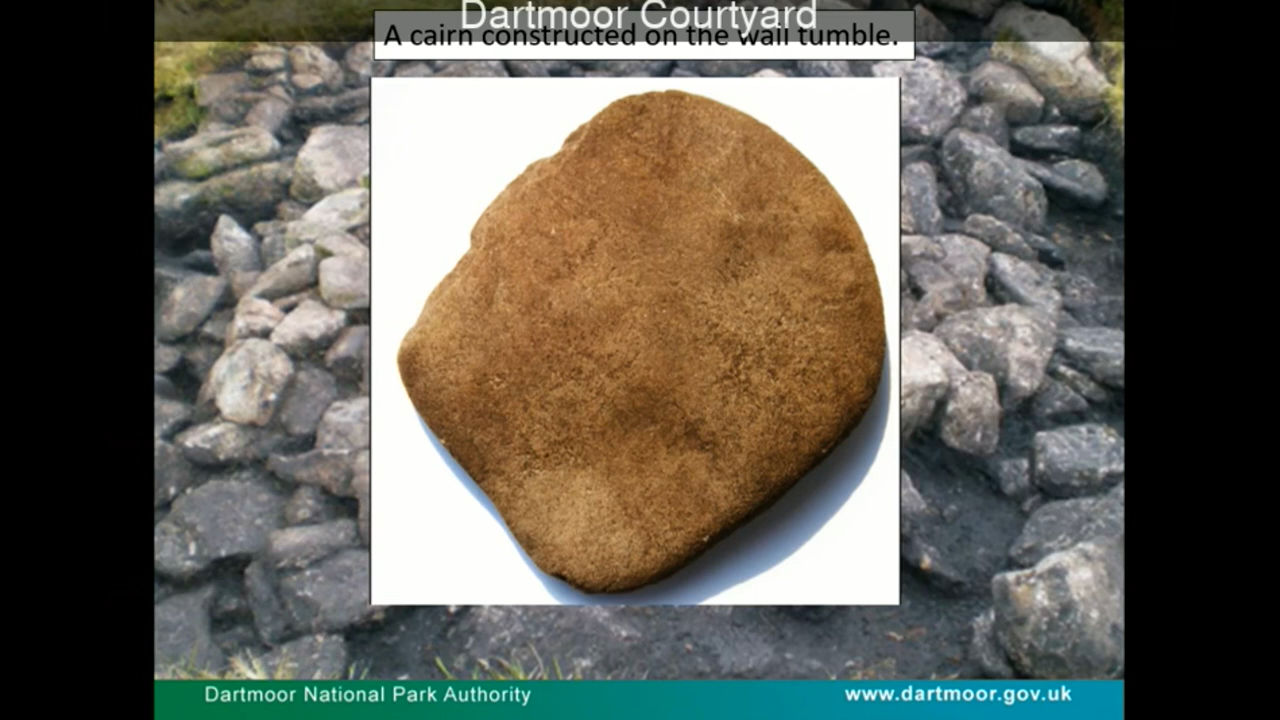 Dartmoor Courtyard
A cairn constructed on the wall tumble.
Dartmoor National Park Authority
www.dartmoor.gov.uk